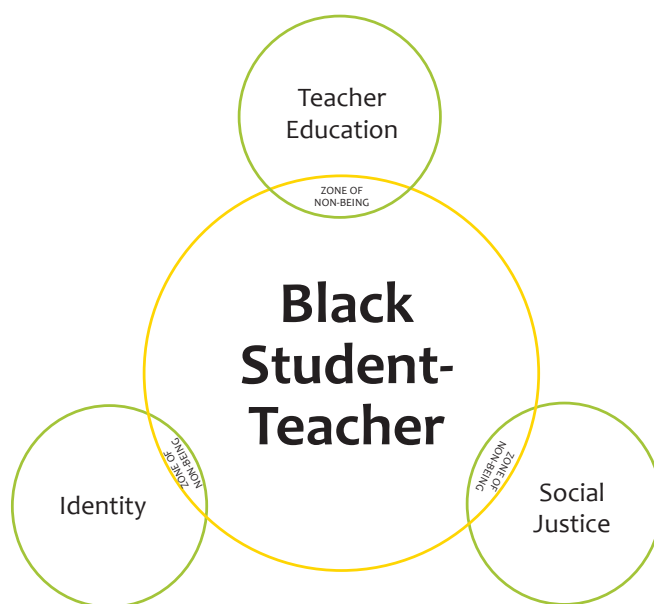 Teacher
Education
ZONE OF
NON-BEING
Black
Student-
Teacher
ZONE OF
NON-BEING
Identity
ZONE OF
NON-BEING
Social
Justice